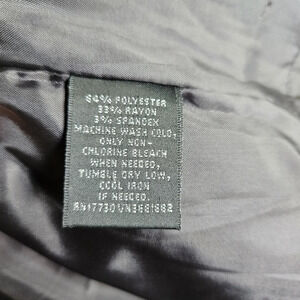 64% POLYESTER
33% RAYON
3% SPANDEX
MACHINE WASH COLD,
ONLY NON-
CHLORINE BLEACH
WHEN NEEDED,
TUMBLE DRY LOW,
COOL IRON
IF NEEDED.